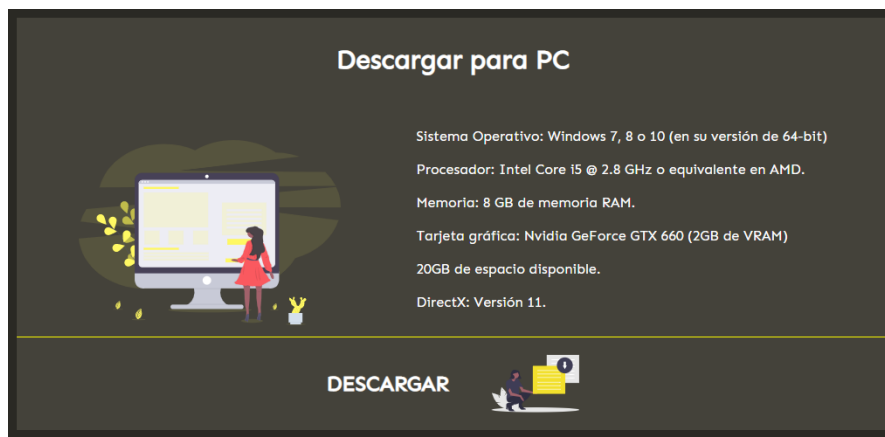 Descargar para PC
Sistema Operativo: Windows 7, 8 o 10 (en su versión de 64-bit)
Procesador: Intel Core i5 @ 2.8 GHz o equivalente en AMD.
Memoria: 8 GB de memoria RAM.
Tarjeta gráfica: Nvidia GeForce GTX 660 (2GB de VRAM)
20GB de espacio disponible.
DirectX: Versión 11.
DESCARGAR